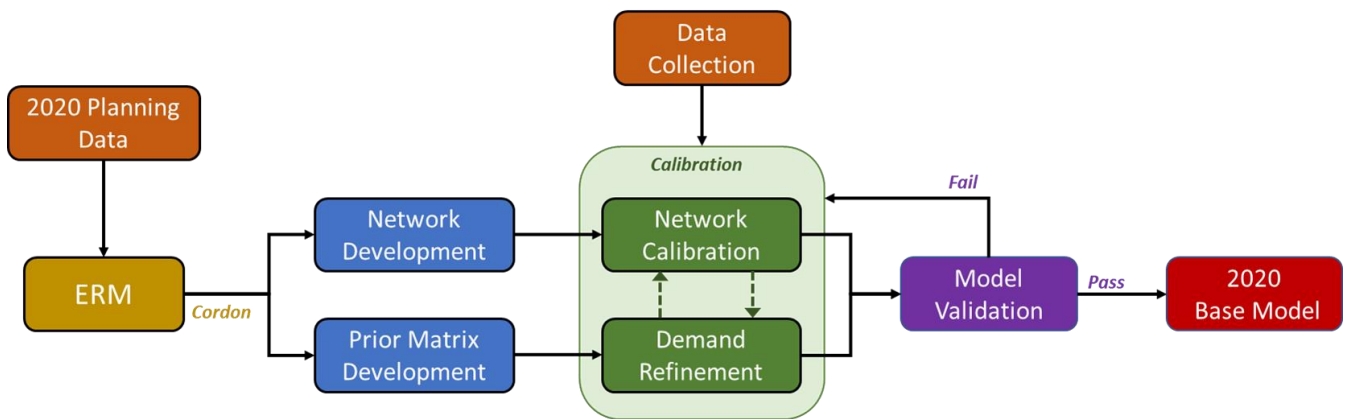 Data
Collection
2020 Planning
Data
Calibration
Fail
Network
Development
Network
Calibration
ERM
Cordon
Model
Validation
Pass
2020
Base Model
Prior Matrix
Development
Demand
Refinement